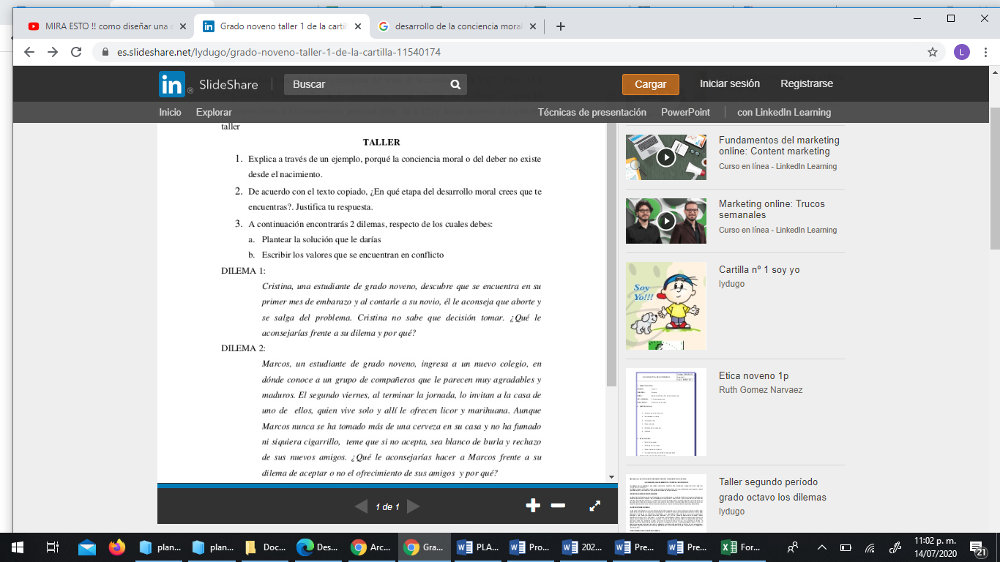 MIRA ESTO !! como diseñar una c
Grado noveno taller 1 de la cartil
desarrollo de la conciencia moral
es.slideshare.net/lydugo/grado-noveno-taller-1-de-la-cartilla-11540174
L
in ® SlideShare
Buscar
Cargar
Iniciar sesión
Registrarse
Inicio
Explorar
Técnicas de presentación
PowerPoint
con LinkedIn Learning
taller
TALLER
1. Explica a través de un ejemplo, porqué la conciencia moral o del deber no existe
desde el nacimiento.
2. De acuerdo con el texto copiado, ¿En qué etapa del desarrollo moral crees que te
encuentras?. Justifica tu respuesta.
3. A continuación encontrarás 2 dilemas, respecto de los cuales debes:
a. Plantear la solución que le darías
b. Escribir los valores que se encuentran en conflicto
DILEMA 1:
Cristina, una estudiante de grado noveno, descubre que se encuentra en su
primer mes de embarazo y al contarle a su novio, él le aconseja que aborte y
se salga del problema. Cristina no sabe que decisión tomar. ¿Qué le
aconsejarías frente a su dilema y por qué?
DILEMA 2:
Marcos, un estudiante de grado noveno, ingresa a un nuevo colegio, en
dónde conoce a un grupo de compañeros que le parecen muy agradables y
maduros. El segundo viernes, al terminar la jornada, lo invitan a la casa de
uno de ellos, quien vive solo y allí le ofrecen licor y marihuana. Aunque
Marcos nunca se ha tomado más de una cerveza en su casa y no ha fumado
ni siquiera cigarrillo, teme que si no acepta, sea blanco de burla y rechazo
de sus nuevos amigos. ¿Qué le aconsejarías hacer a Marcos frente a su
dilema de aceptar o no el ofrecimiento de sus amigos y por qué?
1 de 1
Fundamentos del marketing
online: Content marketing
Curso en línea - LinkedIn Learning
Marketing online: Trucos
semanales
Curso en línea - LinkedIn Learning
Soy
Yo!!!
Cartilla nº 1 soy yo
lydugo
Etica noveno 1p
Ruth Gomez Narvaez
Taller segundo período
grado octavo los dilemas
lydugo
plan...
plan...
Doc...
Des...
Arc...
Gra...
PLA...
Pro...
202...
Pre...
Pre...
For...
11:02 p. m.
14/07/2020
21